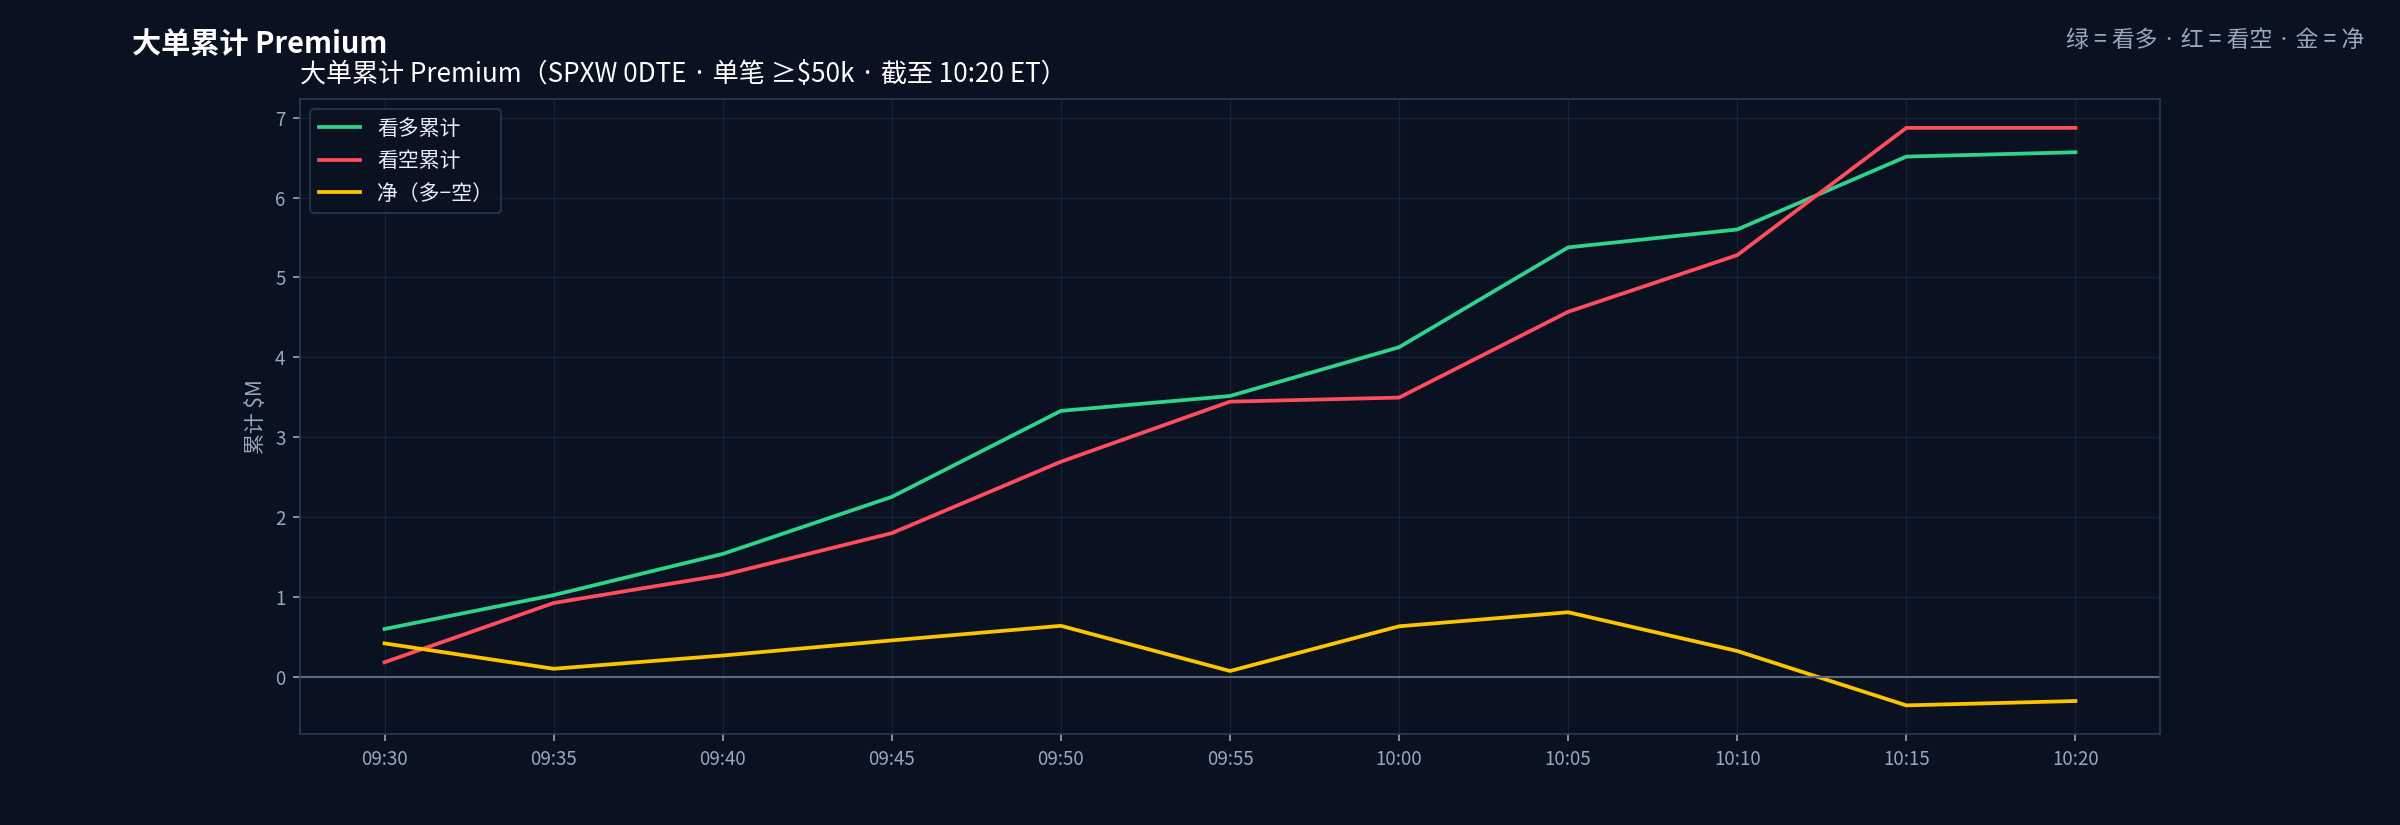 大单累计 Premium
绿 = 看多 · 红 = 看空 · 金 = 净
大单累计 Premium（SPXW 0DTE · 单笔 ≥$50k · 截至 10:20 ET）
看多累计
看空累计
净（多−空）
累计 $M
7
6
5
4
3
2
1
0
09:30 09:35 09:40 09:45 09:50 09:55 10:00 10:05 10:10 10:15 10:20